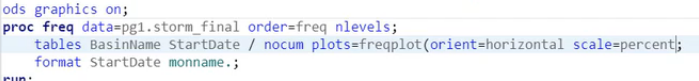 ods graphics on;
proc freq data=pg1.storm_final order=freq nlevels;
tables BasinName StartDate / nocum plots=freqplot(orient=horizontal scale=percent;
format StartDate monname.;
run;